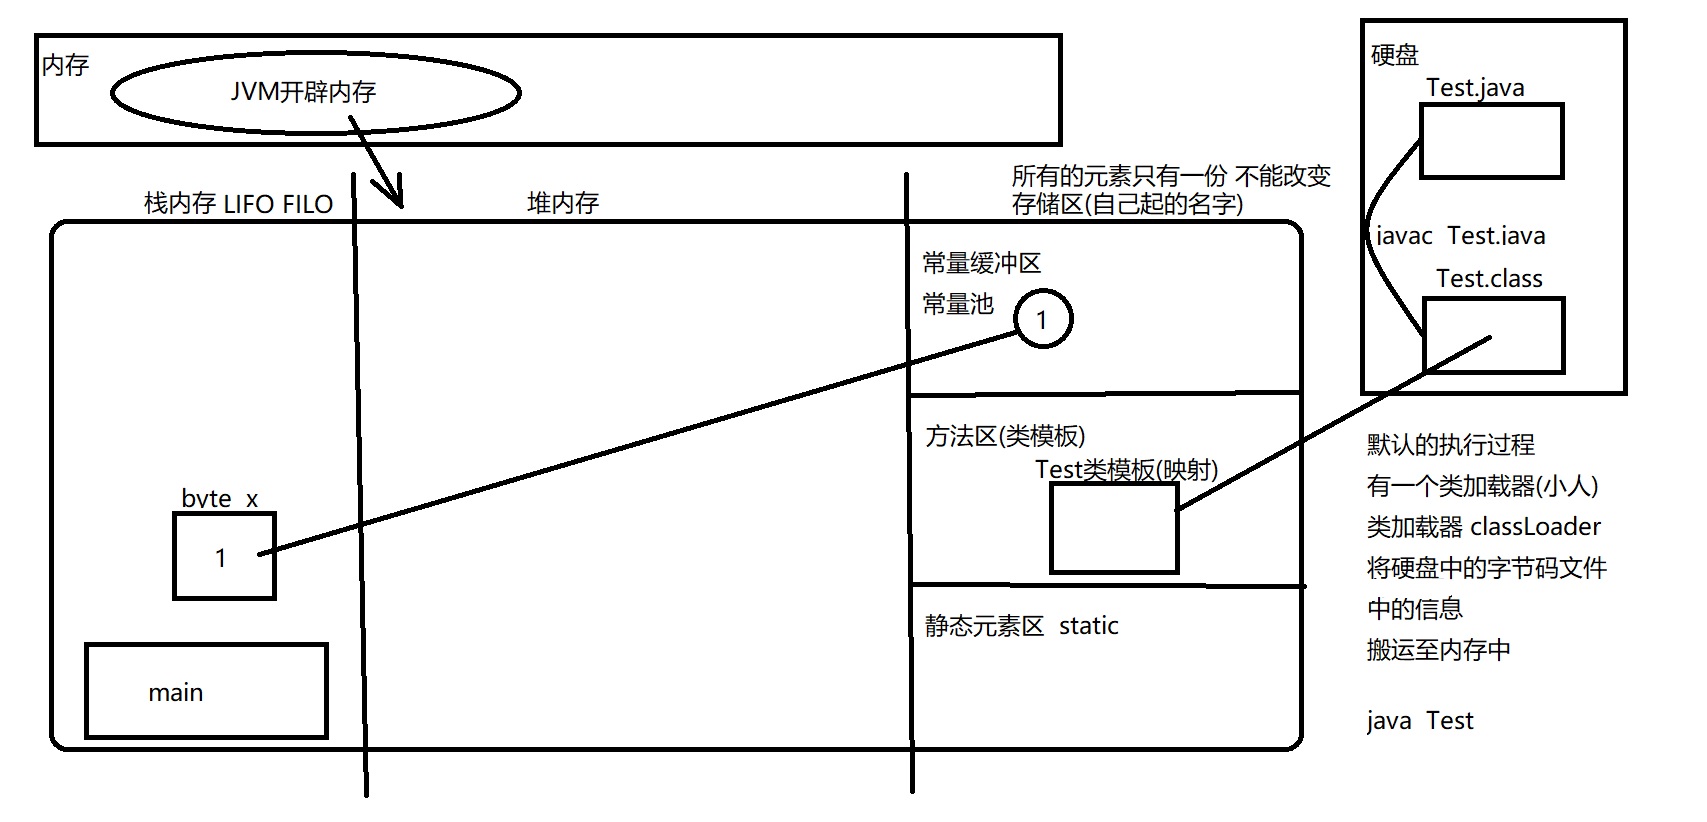 内存
JVM开辟内存
栈内存 LIFO FILO
堆内存
所有的元素只有一份 不能改变
存储区(自己起的名字)
常量缓冲区
常量池
1
方法区(类模板)
Test类模板(映射)
静态元素区 static
byte x
1
main
硬盘
Test.java
javac Test.java
Test.class
默认的执行过程
有一个类加载器(小人)
类加载器 classLoader
将硬盘中的字节码文件
中的信息
搬运至内存中
java Test